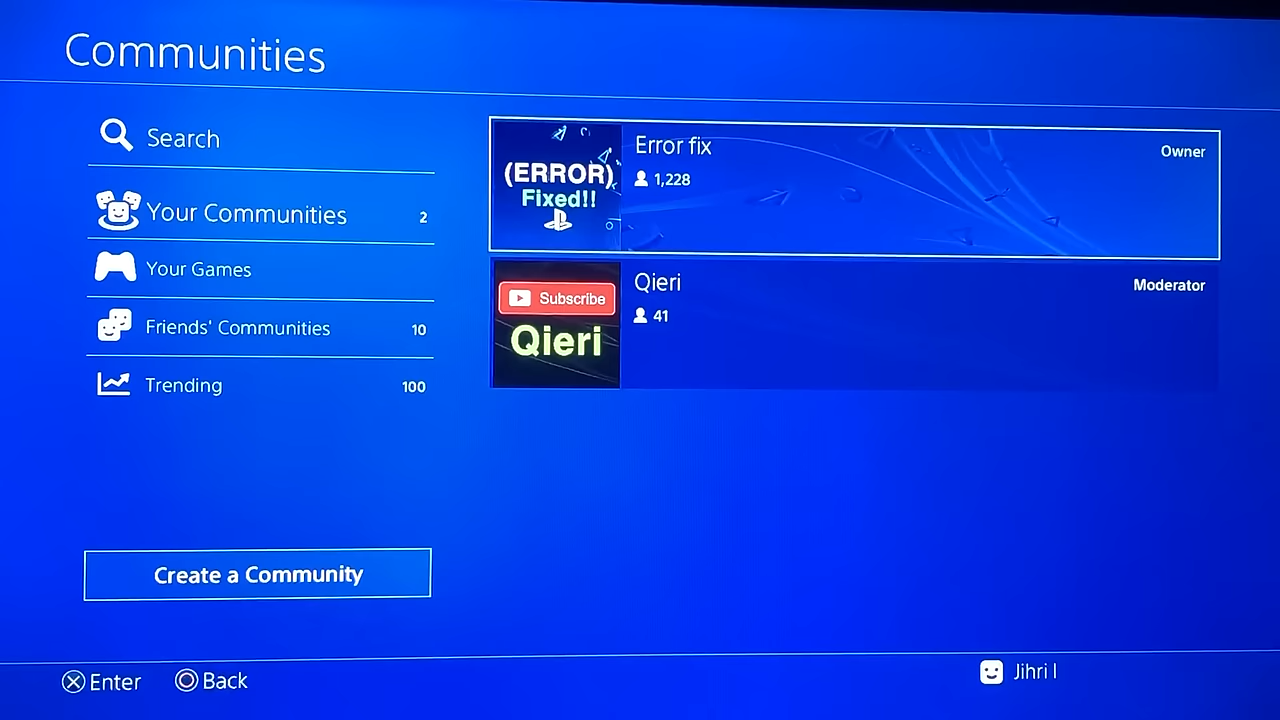 Communities
Search
Your Communities 2
Your Games
Friends' Communities 10
Trending 100
Create a Community
(ERROR)
Fixed!!
Error fix
1,228
Owner
Subscribe
Qieri
Qieri
41
Moderator
Enter
Back
Jihri I